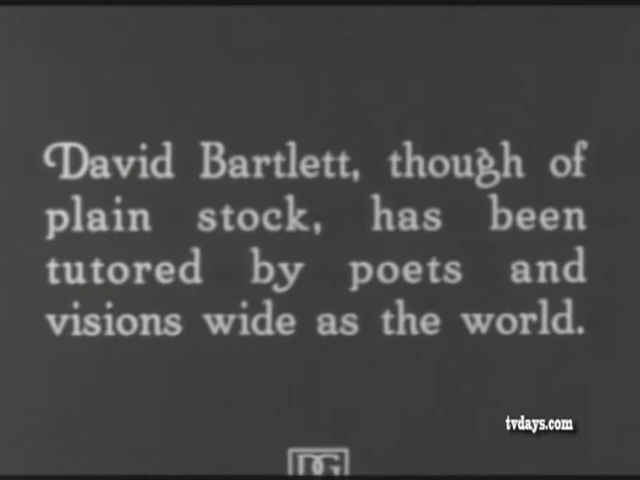 David Bartlett, though of
plain stock, has been
tutored by poets and
visions wide as the world.
tvdays.com
DG